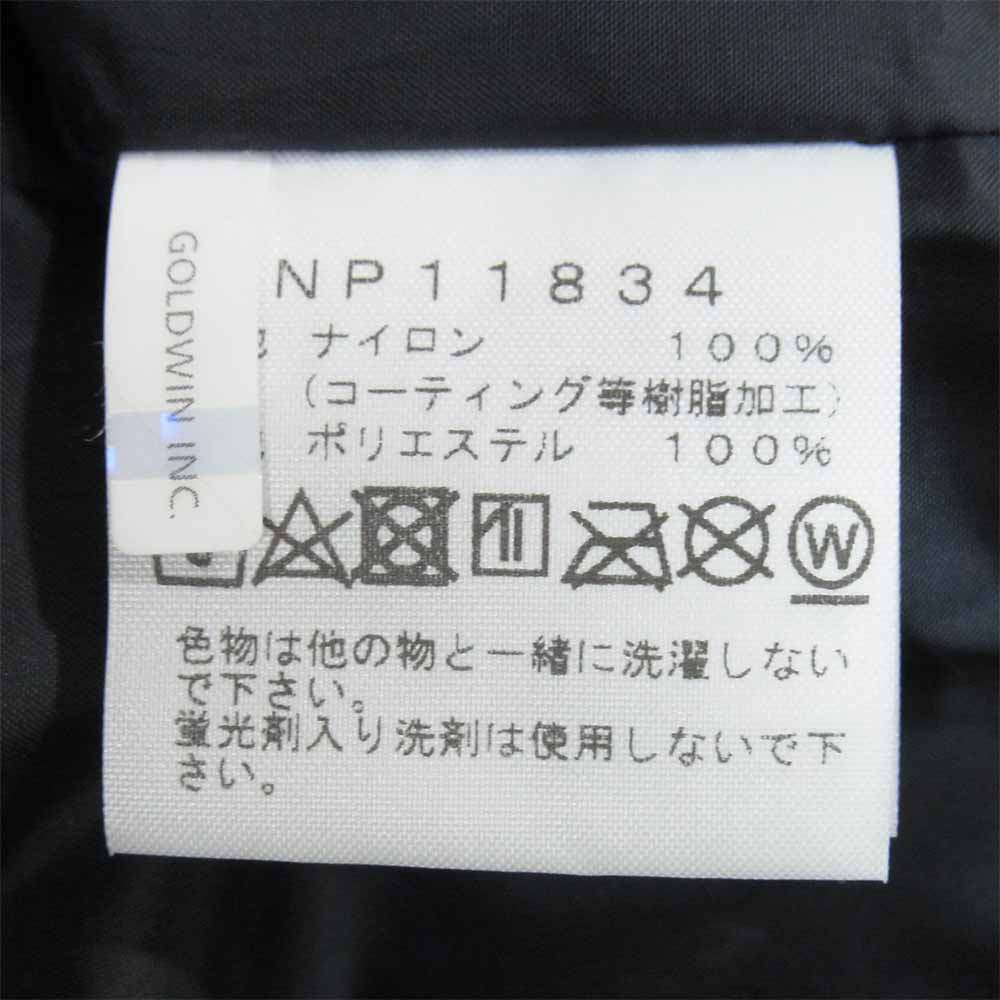 GOLDWIN INC.
NP11834
ナイロン 100%
(コーティング等樹脂加工)
ポリエステル 100%
W
色物は他の物と一緒に洗濯しない
で下さい。
蛍光剤入り洗剤は使用しないで下
さい。